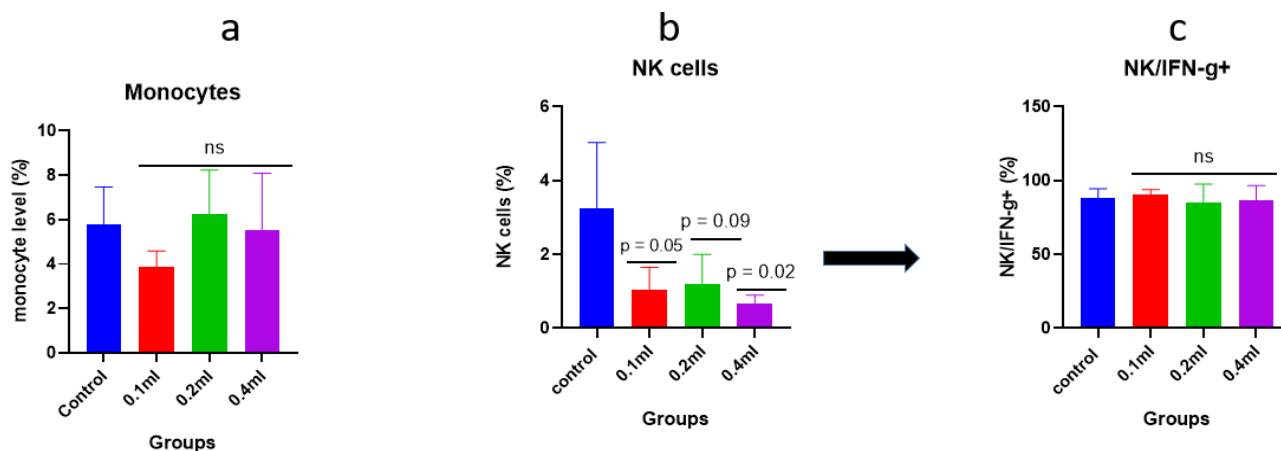 a
Monocytes
monocyte level (%)
10
8
6
4
2
0
ns
Control
0.1ml
0.2ml
0.4ml
Groups
b
NK cells
NK cells (%)
6
4
2
0
p = 0.05
p = 0.09
p = 0.02
control
0.1ml
0.2ml
0.4ml
Groups
c
NK/IFN-g+
NK/IFN-g+ (%)
150
100
50
0
ns
control
0.1ml
0.2ml
0.4ml
Groups